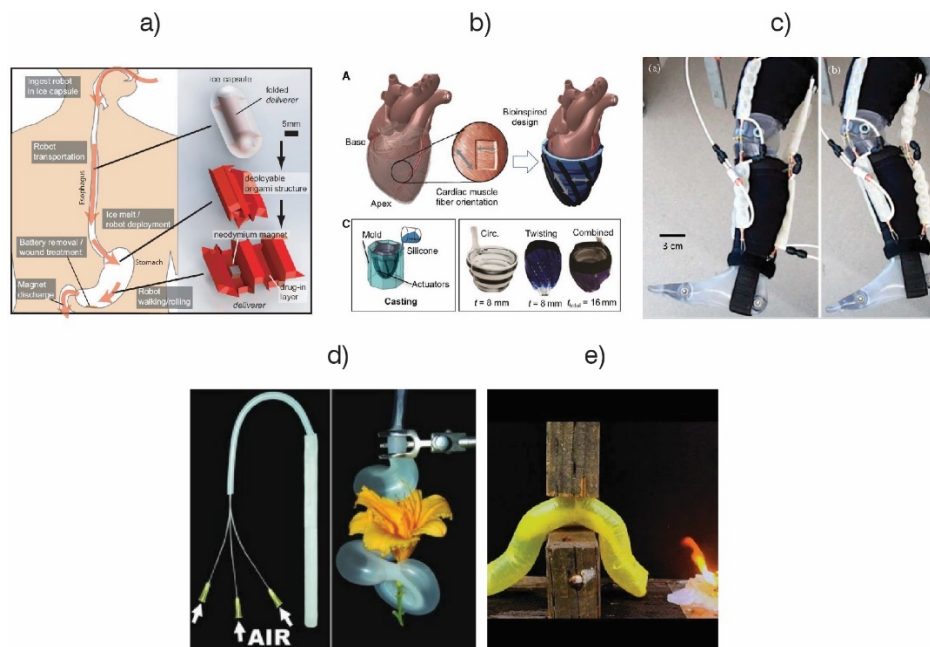 a)
b)
c)
Ingest robot
in ice capsule
Robot
transportation
Esophagus
Ice melt /
robot deployment
Battery removal /
wound treatment
Stomach
Magnet
discharge
Robot
walking/rolling
ice capsule
folded
deliverer
5mm
deployable
origami structure
neodymium magnet
drug-in
layer
deliverer
A
Base
Apex
Cardiac muscle
fiber orientation
Bioinspired
design
C
Mold
Silicone
Actuators
Casting
Circ.
Twisting
Combined
t = 8 mm
t = 8 mm
t total = 16 mm
(a)
(b)
3 cm
d)
e)
AIR